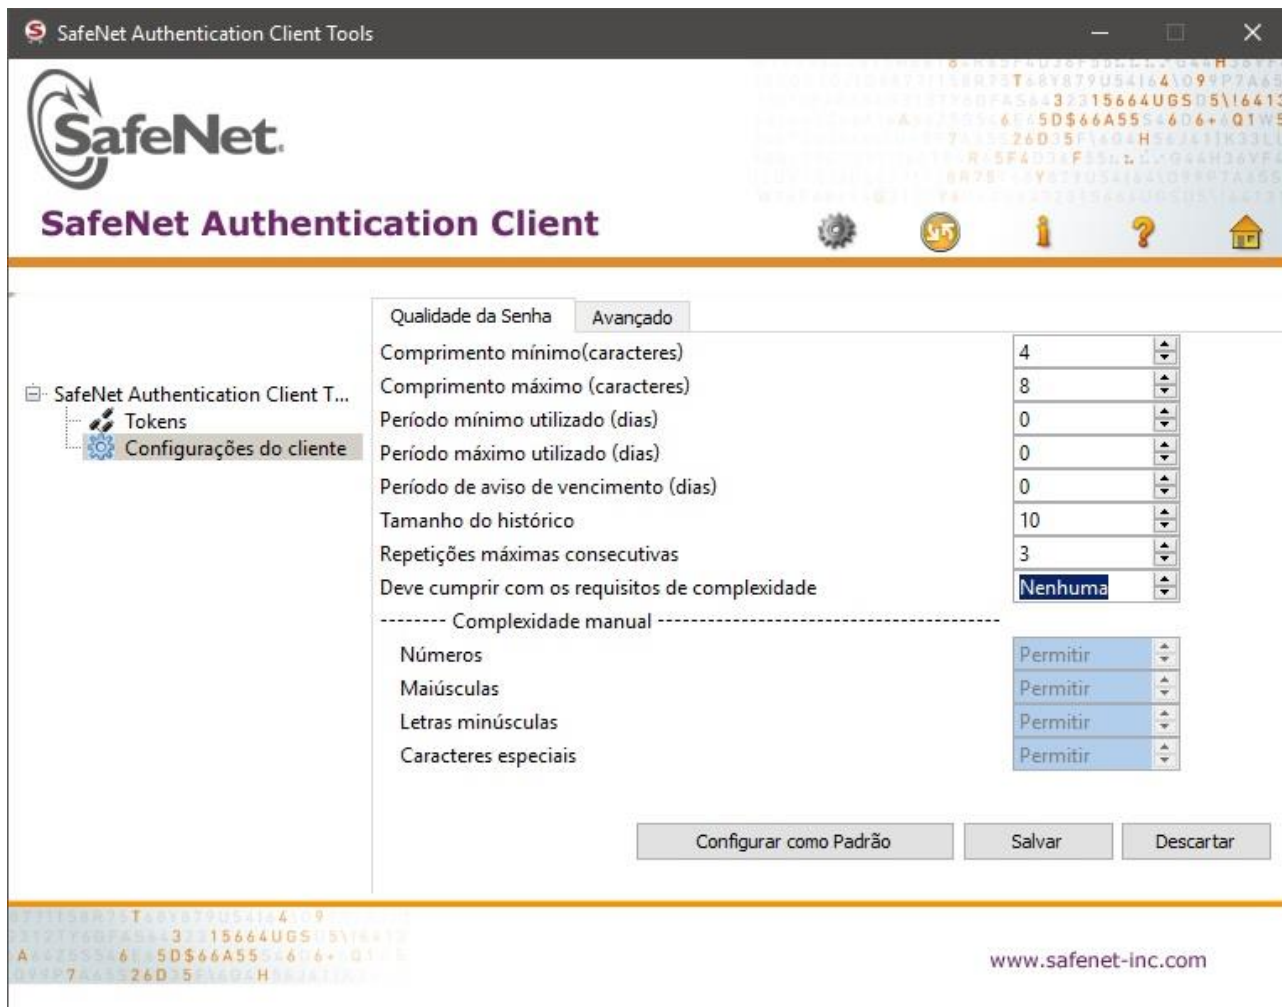 SafeNet Authentication Client Tools
SafeNet.
SafeNet Authentication Client
Qualidade da Senha Avançado
SafeNet Authentication Client T...
Tokens
Configurações do cliente
Comprimento mínimo(caracteres) 4
Comprimento máximo (caracteres) 8
Período mínimo utilizado (dias) 0
Período máximo utilizado (dias) 0
Período de aviso de vencimento (dias) 0
Tamanho do histórico 10
Repetições máximas consecutivas 3
Deve cumprir com os requisitos de complexidade Nenhuma
-------- Complexidade manual ----------------------------------------
Números Permitir
Maiúsculas Permitir
Letras minúsculas Permitir
Caracteres especiais Permitir
Configurar como Padrão Salvar Descartar
www.safenet-inc.com